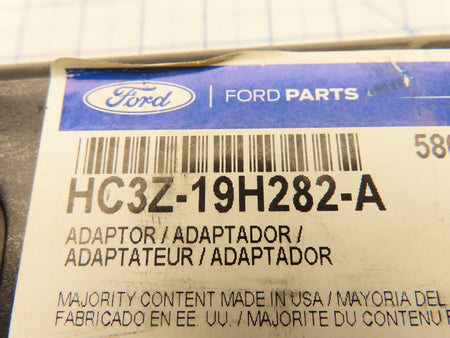 Ford | FORD PARTS
580
HC3Z-19H282-A
ADAPTOR / ADAPTADOR /
ADAPTATEUR / ADAPTADOR
MAJORITY CONTENT MADE IN USA / MAYORIA DEL
FABRICADO EN EE. UU. / MAJORITE DU CONTENU